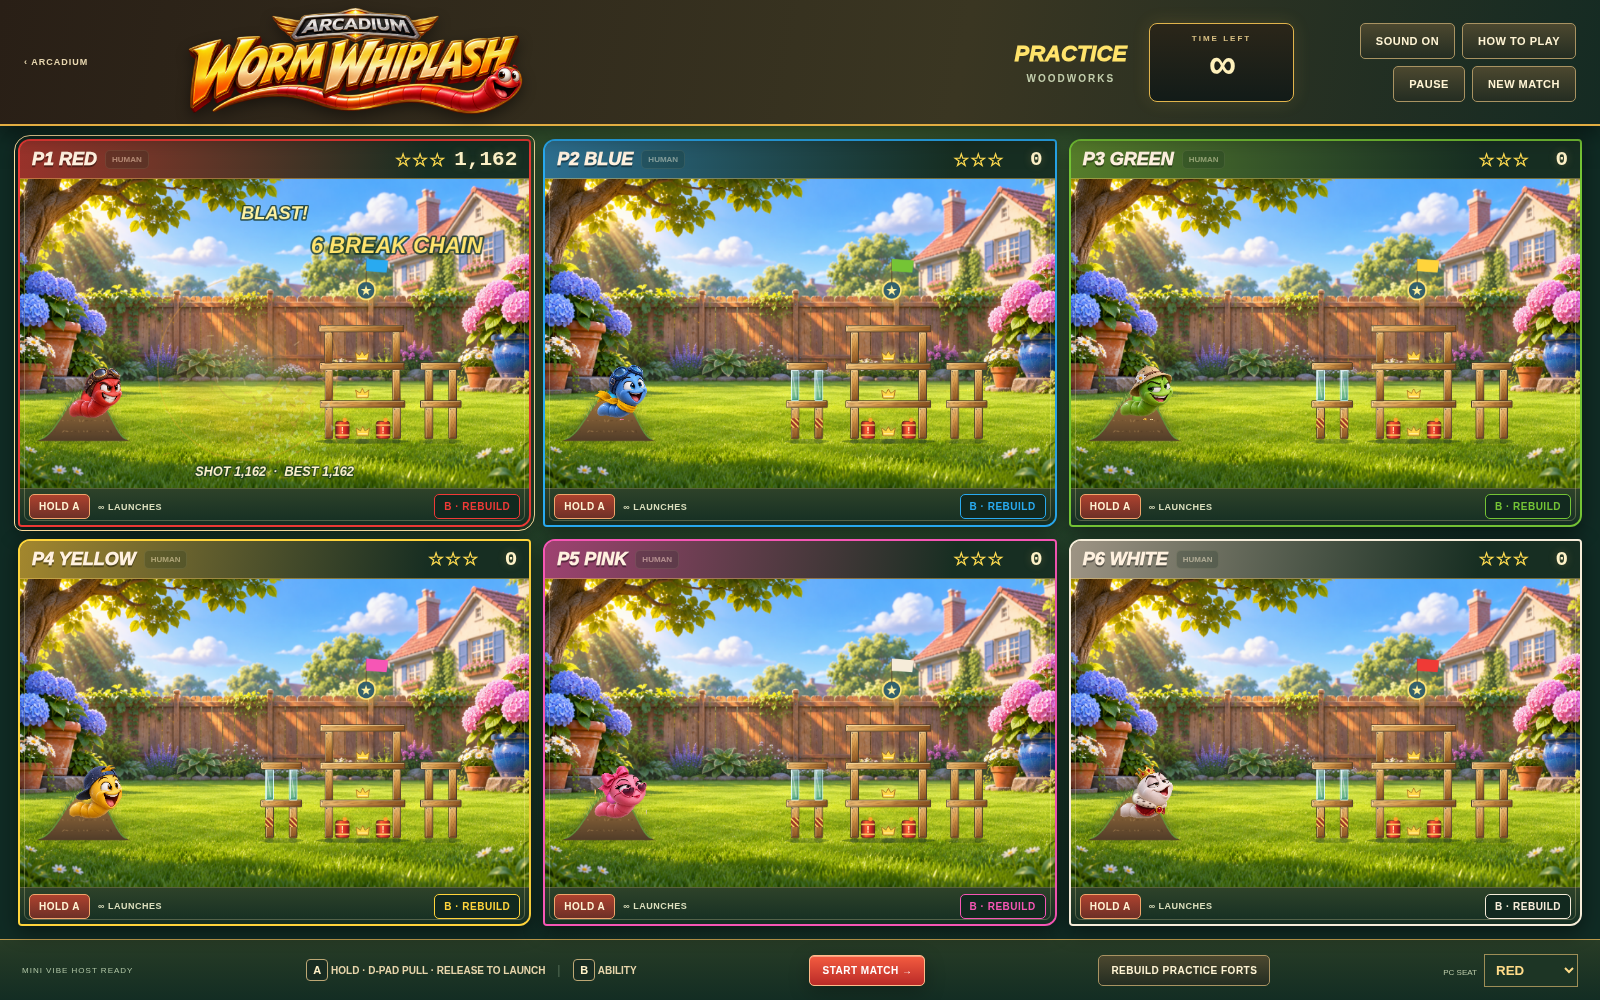 ‹ ARCADIUM
ARCADIUM
WORM WHIPLASH
PRACTICE
WOODWORKS
TIME LEFT
∞
SOUND ON
HOW TO PLAY
PAUSE
NEW MATCH
P1 RED HUMAN ☆☆☆ 1,162
BLAST!
6 BREAK CHAIN
SHOT 1,162 · BEST 1,162
HOLD A ∞ LAUNCHES B · REBUILD
P2 BLUE HUMAN ☆☆☆ 0
HOLD A ∞ LAUNCHES B · REBUILD
P3 GREEN HUMAN ☆☆☆ 0
HOLD A ∞ LAUNCHES B · REBUILD
P4 YELLOW HUMAN ☆☆☆ 0
HOLD A ∞ LAUNCHES B · REBUILD
P5 PINK HUMAN ☆☆☆ 0
HOLD A ∞ LAUNCHES B · REBUILD
P6 WHITE HUMAN ☆☆☆ 0
HOLD A ∞ LAUNCHES B · REBUILD
MINI VIBE HOST READY
A HOLD · D-PAD PULL · RELEASE TO LAUNCH | B ABILITY
START MATCH →
REBUILD PRACTICE FORTS
PC SEAT RED